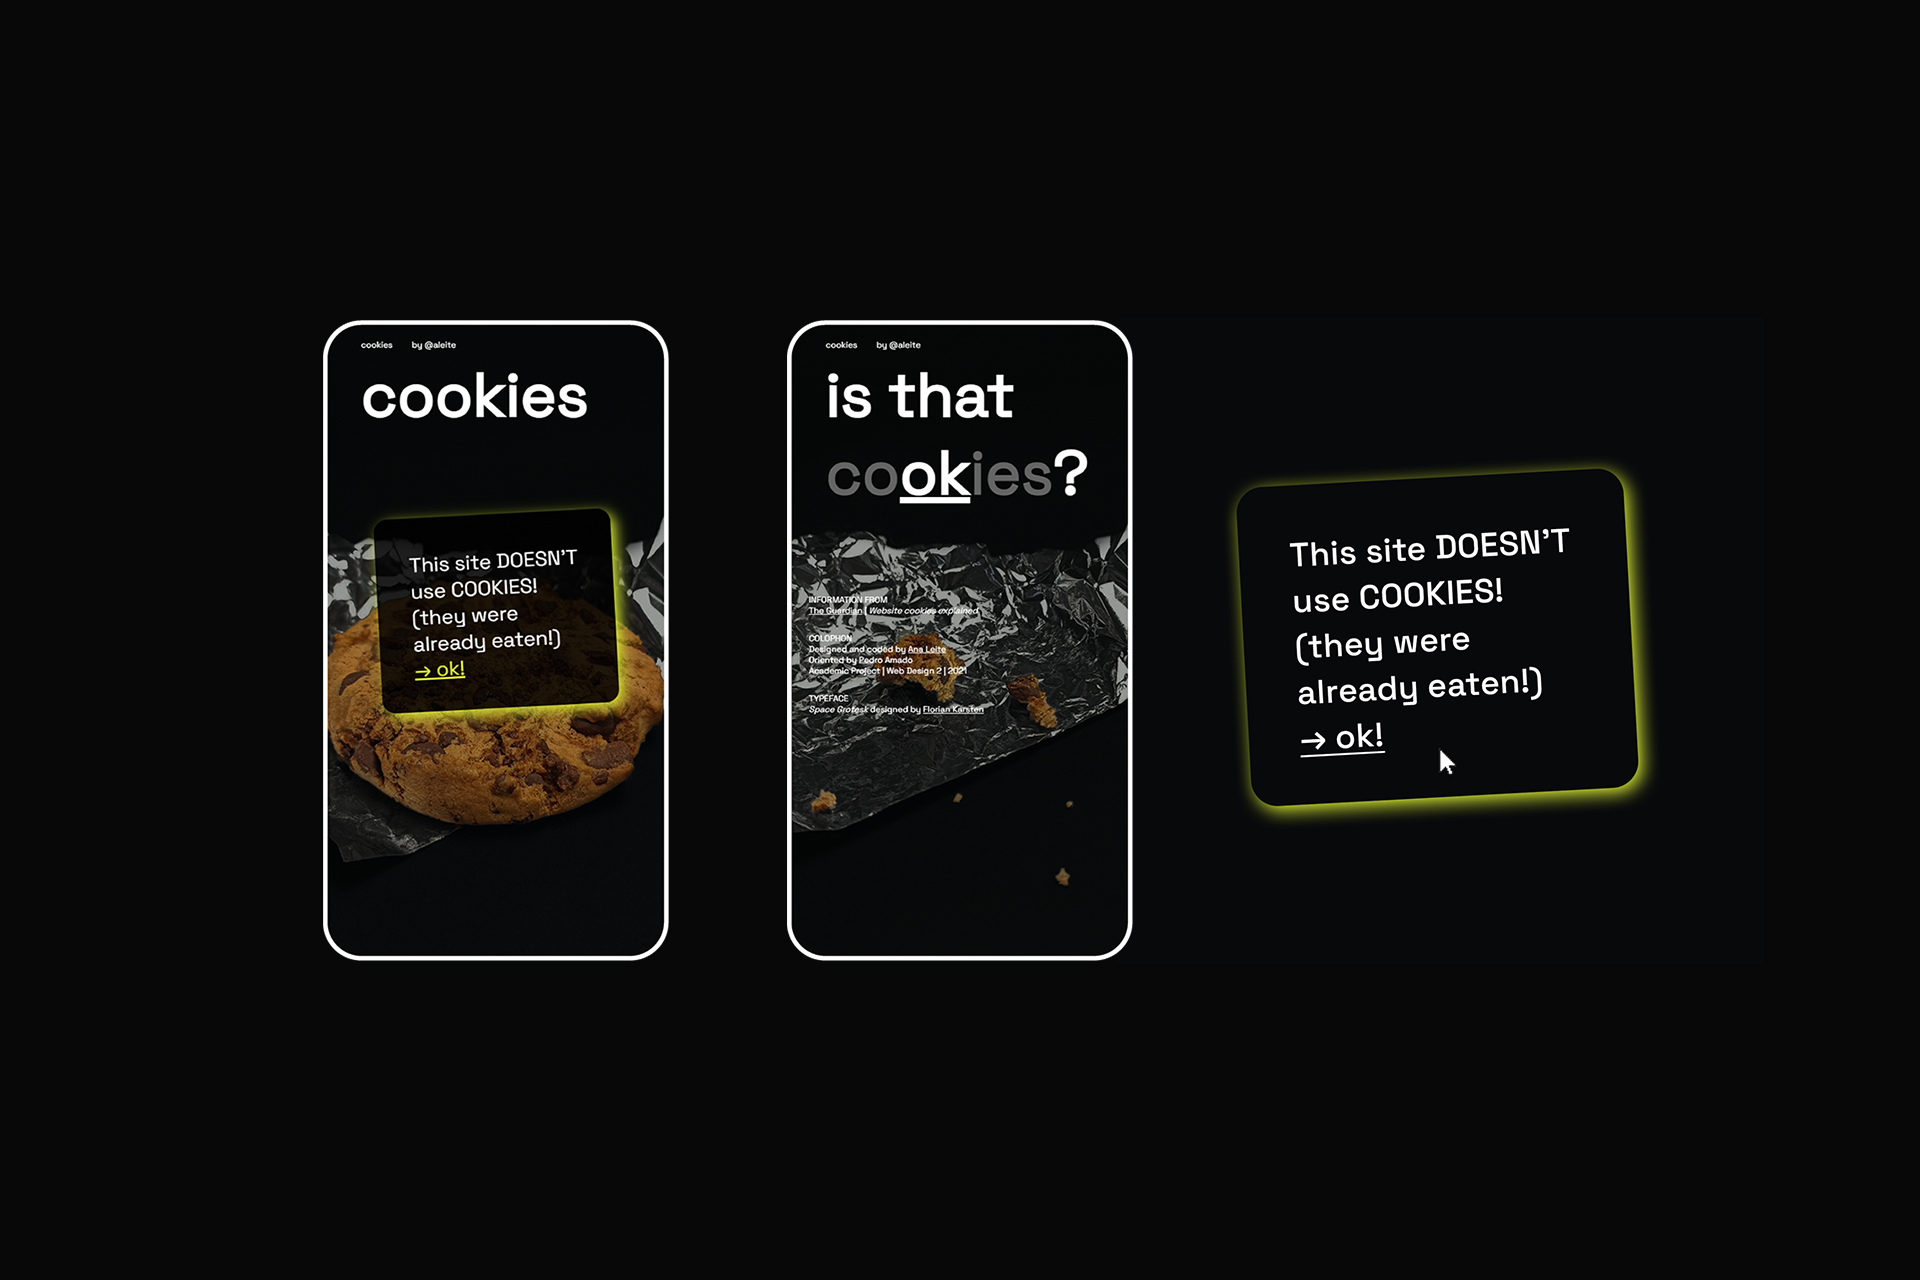 cookies by @aleite
cookies
This site DOESN'T
use COOKIES!
(they were
already eaten!)
→ ok!
cookies by @aleite
is that
cookies?
INFORMATION FROM
The Guardian | Website cookies explained
COLOPHON
Designed and coded by Ana Leite
Oriented by Pedro Amado
Academic Project | Web Design 2 | 2021
TYPEFACE
Space Grotesk designed by Florian Karsten
This site DOESN'T
use COOKIES!
(they were
already eaten!)
→ ok!